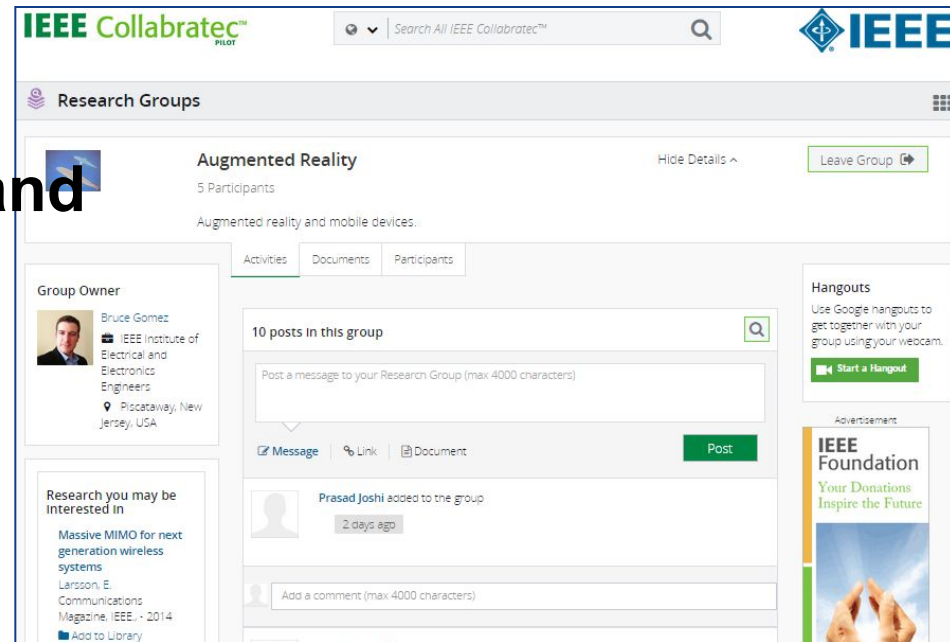 IEEE Collabratec™
PILOT
Search All IEEE Collabratec™
IEEE
Research Groups
and
Augmented Reality
5 Participants
Augmented reality and mobile devices.
Hide Details
Leave Group
Activities
Documents
Participants
Group Owner
Bruce Gomez
IEEE Institute of
Electrical and
Electronics
Engineers
Piscataway, New
Jersey, USA
Research you may be
Interested In
Massive MIMO for next
generation wireless
systems
Larsson, E.
Communications
Magazine, IEEE, - 2014
Add to Library
10 posts in this group
Post a message to your Research Group (max 4000 characters)
Message
Link
Document
Post
Prasad Joshi added to the group
2 days ago
Add a comment (max 4000 characters)
Hangouts
Use Google hangouts to
get together with your
group using your webcam.
Start a Hangout
Advertisement
IEEE
Foundation
Your Donations
Inspire the Future